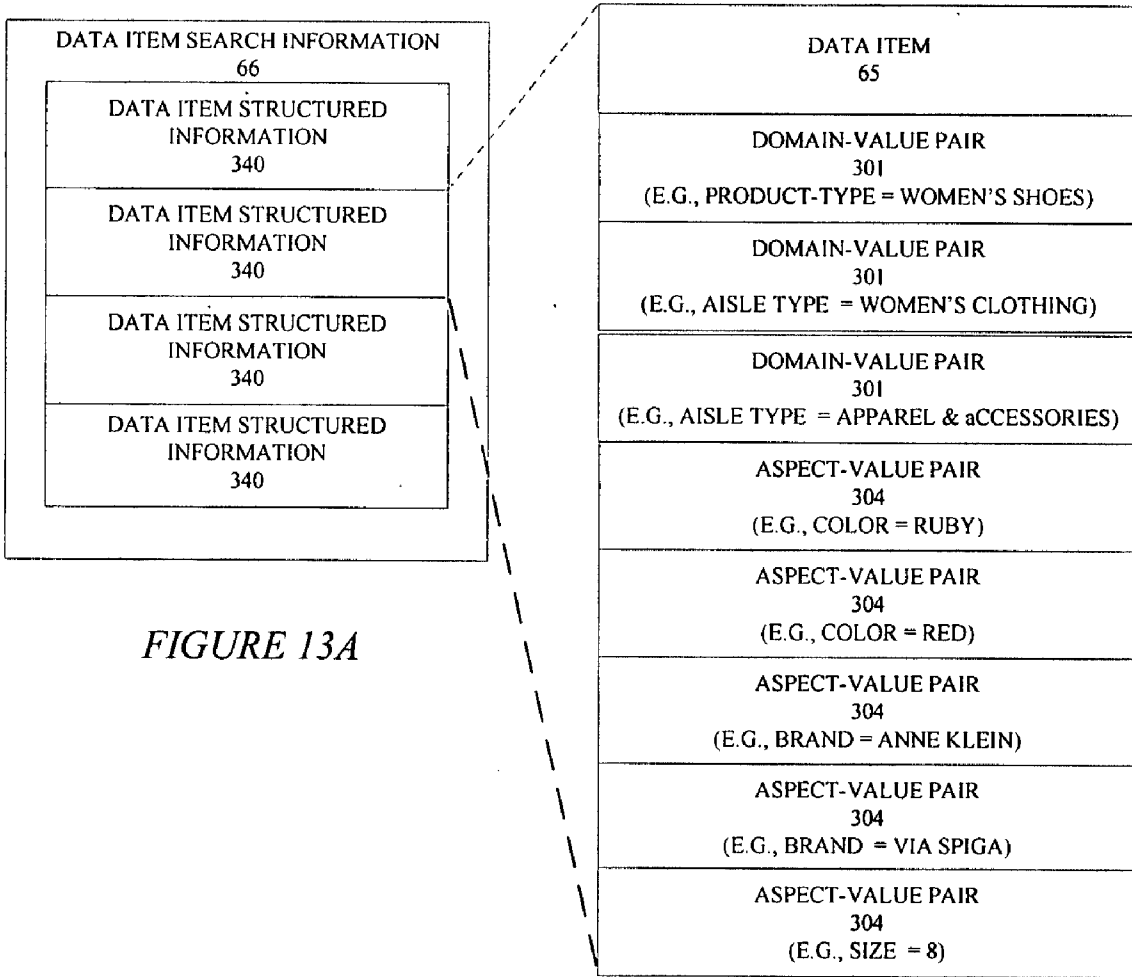 DATA ITEM SEARCH INFORMATION
66
DATA ITEM STRUCTURED
INFORMATION
340
DATA ITEM STRUCTURED
INFORMATION
340
DATA ITEM STRUCTURED
INFORMATION
340
DATA ITEM STRUCTURED
INFORMATION
340
FIGURE 13A
DATA ITEM
65
DOMAIN-VALUE PAIR
301
(E.G., PRODUCT-TYPE = WOMEN'S SHOES)
DOMAIN-VALUE PAIR
301
(E.G., AISLE TYPE = WOMEN'S CLOTHING)
DOMAIN-VALUE PAIR
301
(E.G., AISLE TYPE = APPAREL & aCCESSORIES)
ASPECT-VALUE PAIR
304
(E.G., COLOR = RUBY)
ASPECT-VALUE PAIR
304
(E.G., COLOR = RED)
ASPECT-VALUE PAIR
304
(E.G., BRAND = ANNE KLEIN)
ASPECT-VALUE PAIR
304
(E.G., BRAND = VIA SPIGA)
ASPECT-VALUE PAIR
304
(E.G., SIZE = 8)